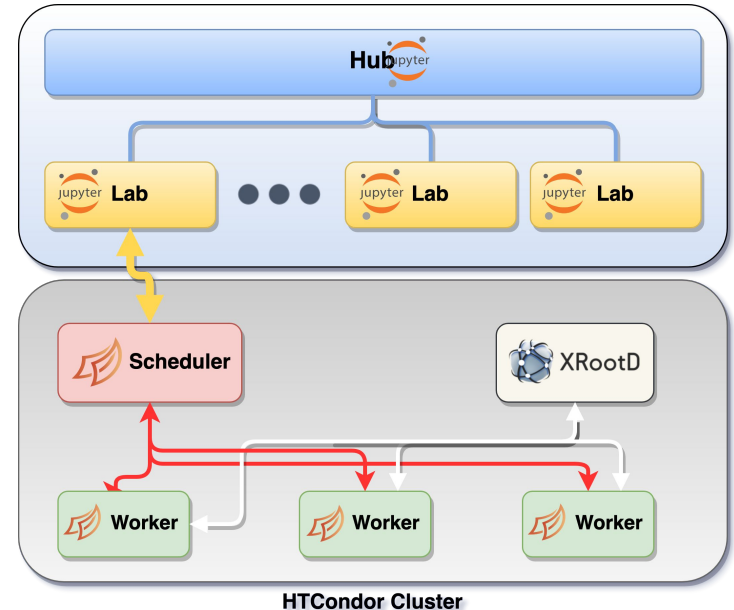 Hub jupyter
jupyter Lab
jupyter Lab
jupyter Lab
Scheduler
XRootD
Worker
Worker
Worker
HTCondor Cluster